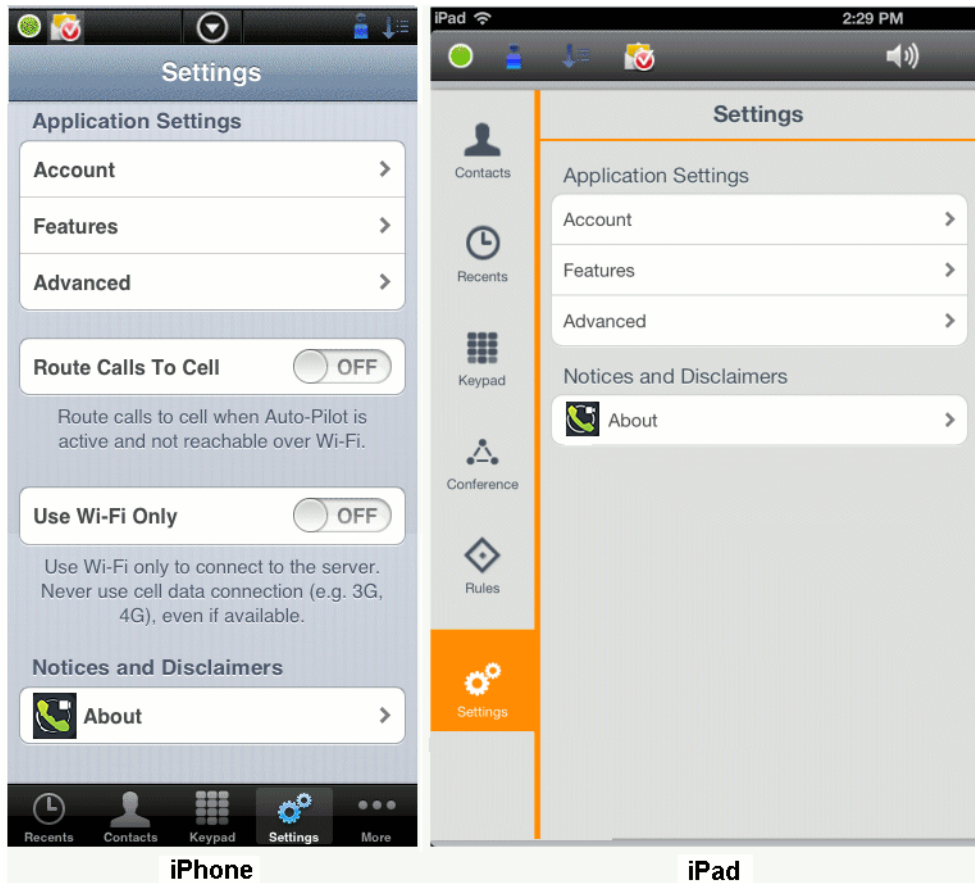 Settings
Application Settings
Account
Features
Advanced
Route Calls To Cell
OFF
Route calls to cell when Auto-Pilot is
active and not reachable over Wi-Fi.
Use Wi-Fi Only
OFF
Use Wi-Fi only to connect to the server.
Never use cell data connection (e.g. 3G,
4G), even if available.
Notices and Disclaimers
About
Recents
Contacts
Keypad
Settings
More
iPhone
iPad
2:29 PM
Contacts
Recents
Keypad
Conference
Rules
Settings
Settings
Application Settings
Account
Features
Advanced
Notices and Disclaimers
About
iPad